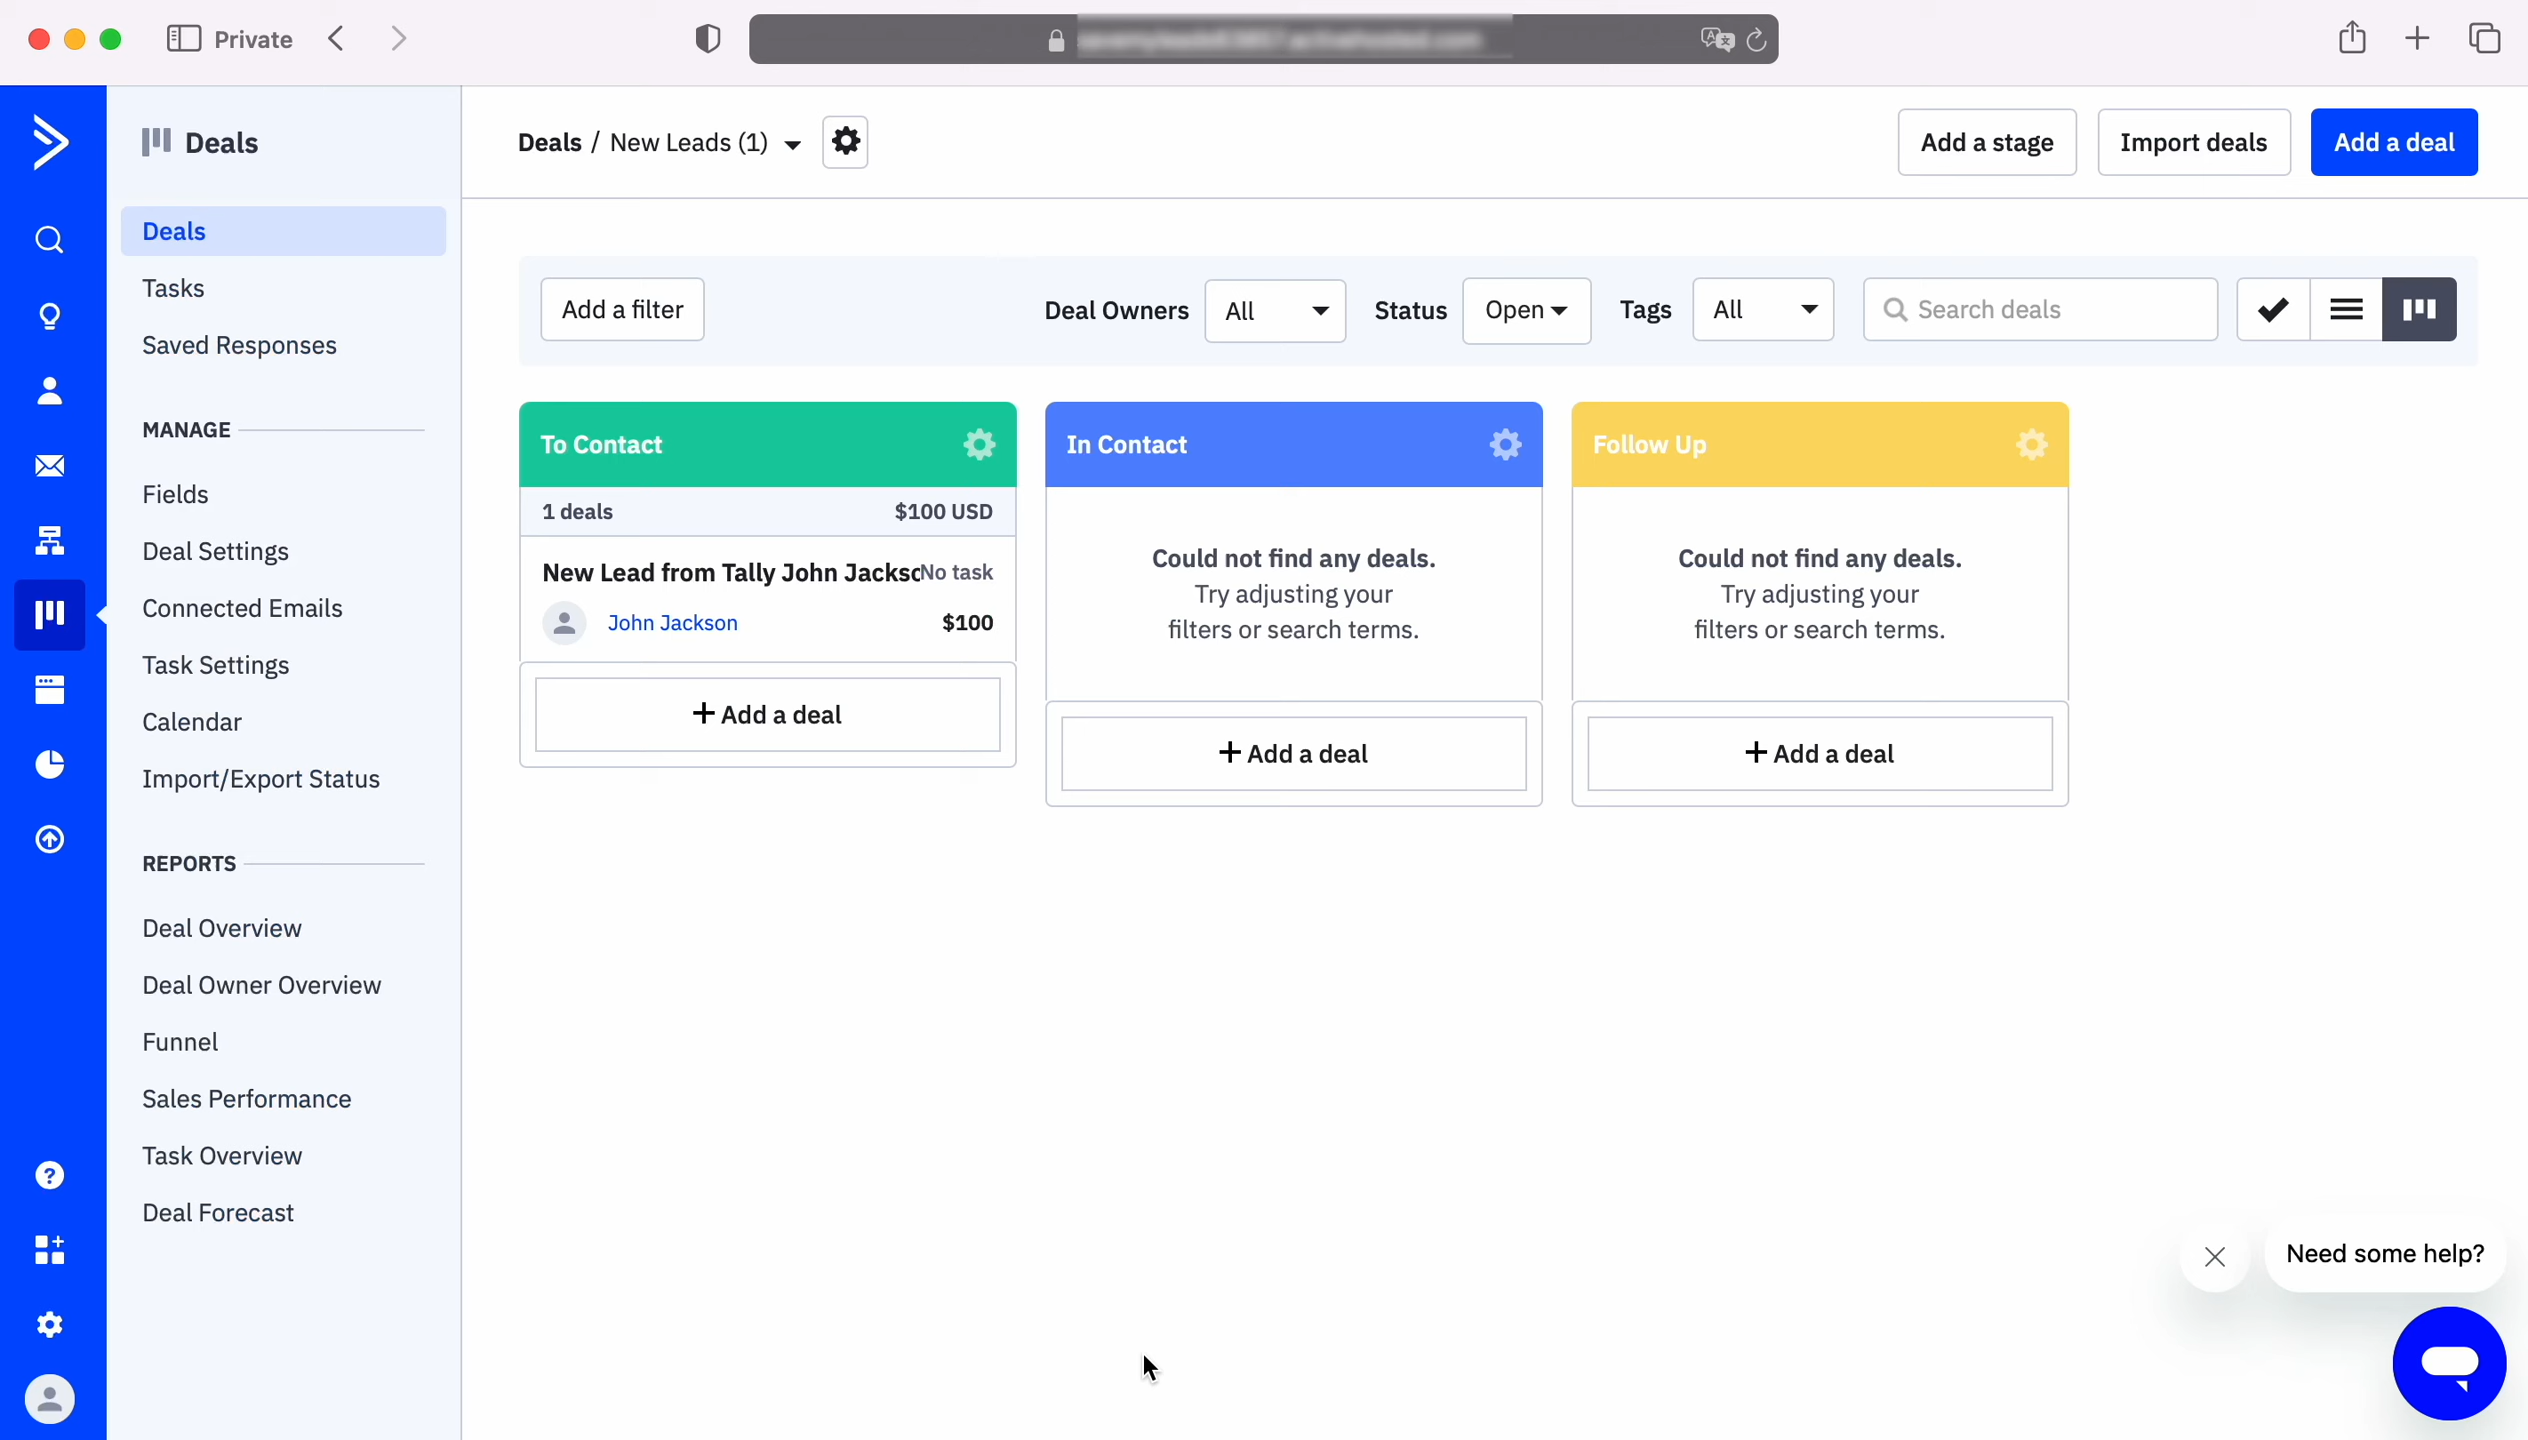 Private
Deals
Deals / New Leads (1)
Add a stage
Import deals
Add a deal
Deals
Tasks
Saved Responses
MANAGE
Fields
Deal Settings
Connected Emails
Task Settings
Calendar
Import/Export Status
REPORTS
Deal Overview
Deal Owner Overview
Funnel
Sales Performance
Task Overview
Deal Forecast
Add a filter
Deal Owners
All
Status
Open
Tags
All
Search deals
To Contact
1 deals
$100 USD
New Lead from Tally John Jackso
No task
John Jackson
$100
+ Add a deal
In Contact
Could not find any deals.
Try adjusting your
filters or search terms.
+ Add a deal
Follow Up
Could not find any deals.
Try adjusting your
filters or search terms.
+ Add a deal
Need some help?